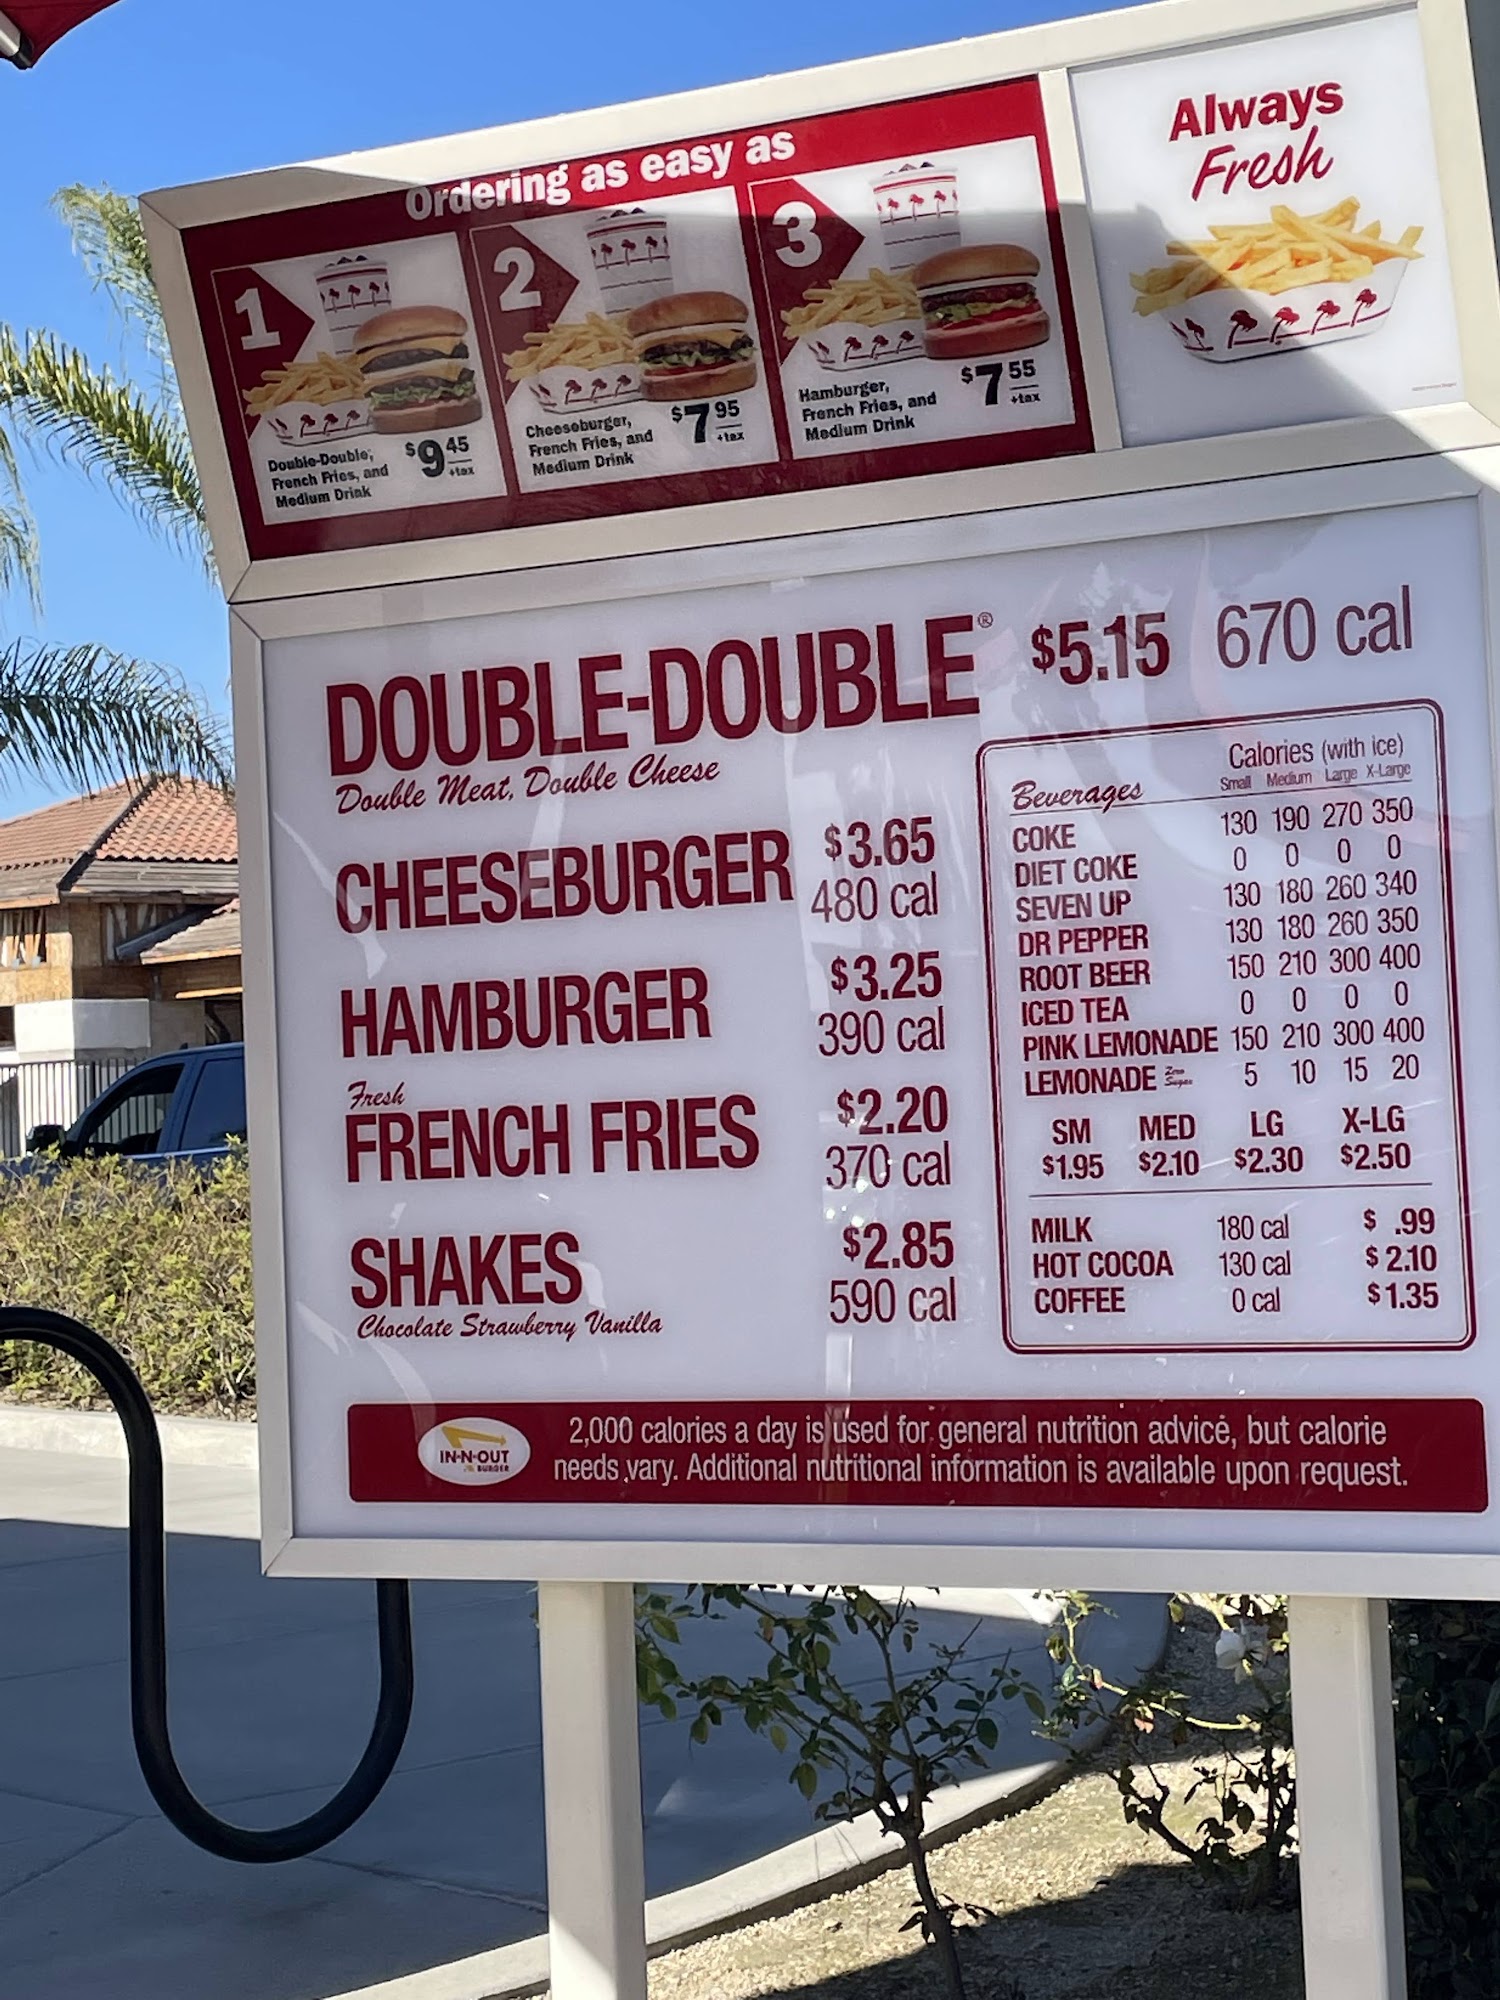 Ordering as easy as
1
Double-Double,
French Fries, and
Medium Drink
$9 45
+tax
2
Cheeseburger,
French Fries, and
Medium Drink
$7 95
+tax
3
Hamburger,
French Fries, and
Medium Drink
$7 55
+tax
Always
Fresh
DOUBLE-DOUBLE® $5.15 670 cal
Double Meat, Double Cheese
CHEESEBURGER $3.65
480 cal
HAMBURGER $3.25
390 cal
Fresh
FRENCH FRIES $2.20
370 cal
SHAKES $2.85
590 cal
Chocolate Strawberry Vanilla
Calories (with ice)
Beverages Small Medium Large X-Large
COKE 130 190 270 350
DIET COKE 0 0 0 0
SEVEN UP 130 180 260 340
DR PEPPER 130 180 260 350
ROOT BEER 150 210 300 400
ICED TEA 0 0 0 0
PINK LEMONADE 150 210 300 400
LEMONADE Zero Sugar 5 10 15 20
SM MED LG X-LG
$1.95 $2.10 $2.30 $2.50
MILK 180 cal $ .99
HOT COCOA 130 cal $ 2.10
COFFEE 0 cal $1.35
IN-N-OUT
BURGER
2,000 calories a day is used for general nutrition advice, but calorie
needs vary. Additional nutritional information is available upon request.